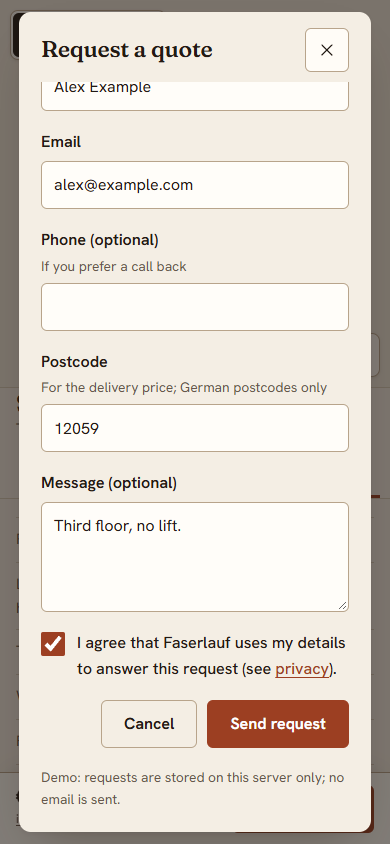 Request a quote
Alex Example
Email
alex@example.com
Phone (optional)
If you prefer a call back
Postcode
For the delivery price; German postcodes only
12059
Message (optional)
Third floor, no lift.
I agree that Faserlauf uses my details
to answer this request (see privacy).
Cancel
Send request
Demo: requests are stored on this server only; no
email is sent.